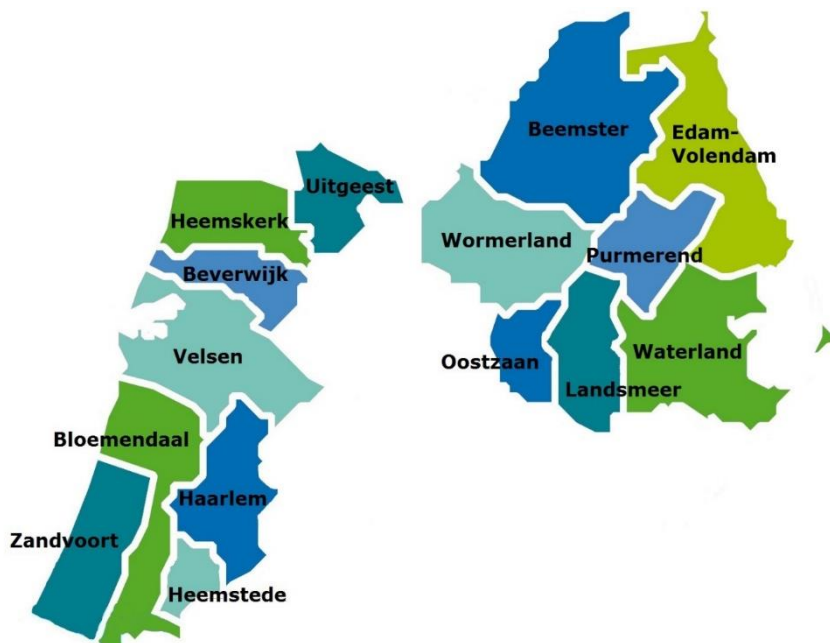 Beemster
Edam-
Volendam
Uitgeest
Heemskerk
Wormerland
Purmerend
Beverwijk
Velsen
Oostzaan
Waterland
Landsmeer
Bloemendaal
Haarlem
Zandvoort
Heemstede